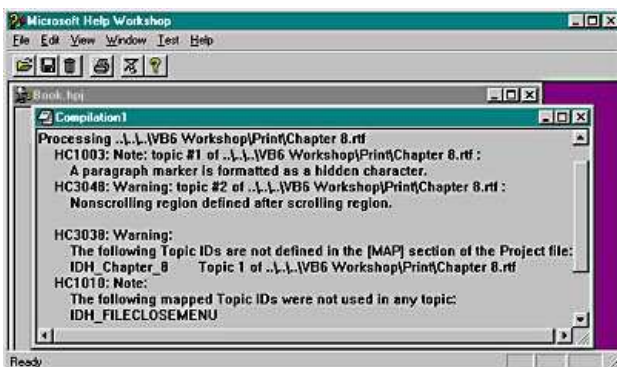 Microsoft Help Workshop
File Edit View Window Test Help
Book.hpj
Compilation1
Processing ..\..\..\VB6 Workshop\Print\Chapter 8.rtf
HC1003: Note: topic #1 of ..\..\..\VB6 Workshop\Print\Chapter 8.rtf :
A paragraph marker is formatted as a hidden character.
HC3048: Warning: topic #2 of ..\..\..\VB6 Workshop\Print\Chapter 8.rtf :
Nonscrolling region defined after scrolling region.
HC3038: Warning:
The following Topic IDs are not defined in the [MAP] section of the Project file:
IDH_Chapter_8 Topic 1 of ..\..\..\VB6 Workshop\Print\Chapter 8.rtf
HC1010: Note:
The following mapped Topic IDs were not used in any topic:
IDH_FILECLOSEMENU
Ready